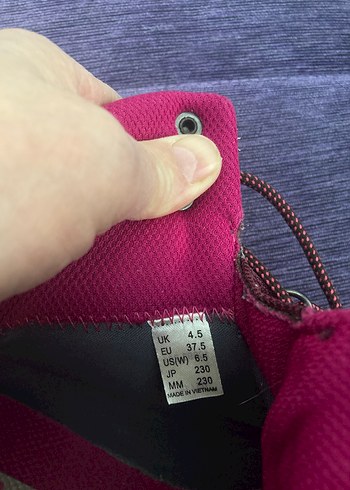 UK 4.5
EU 37.5
US(W) 6.5
JP 230
MM 230
MADE IN VIETNAM